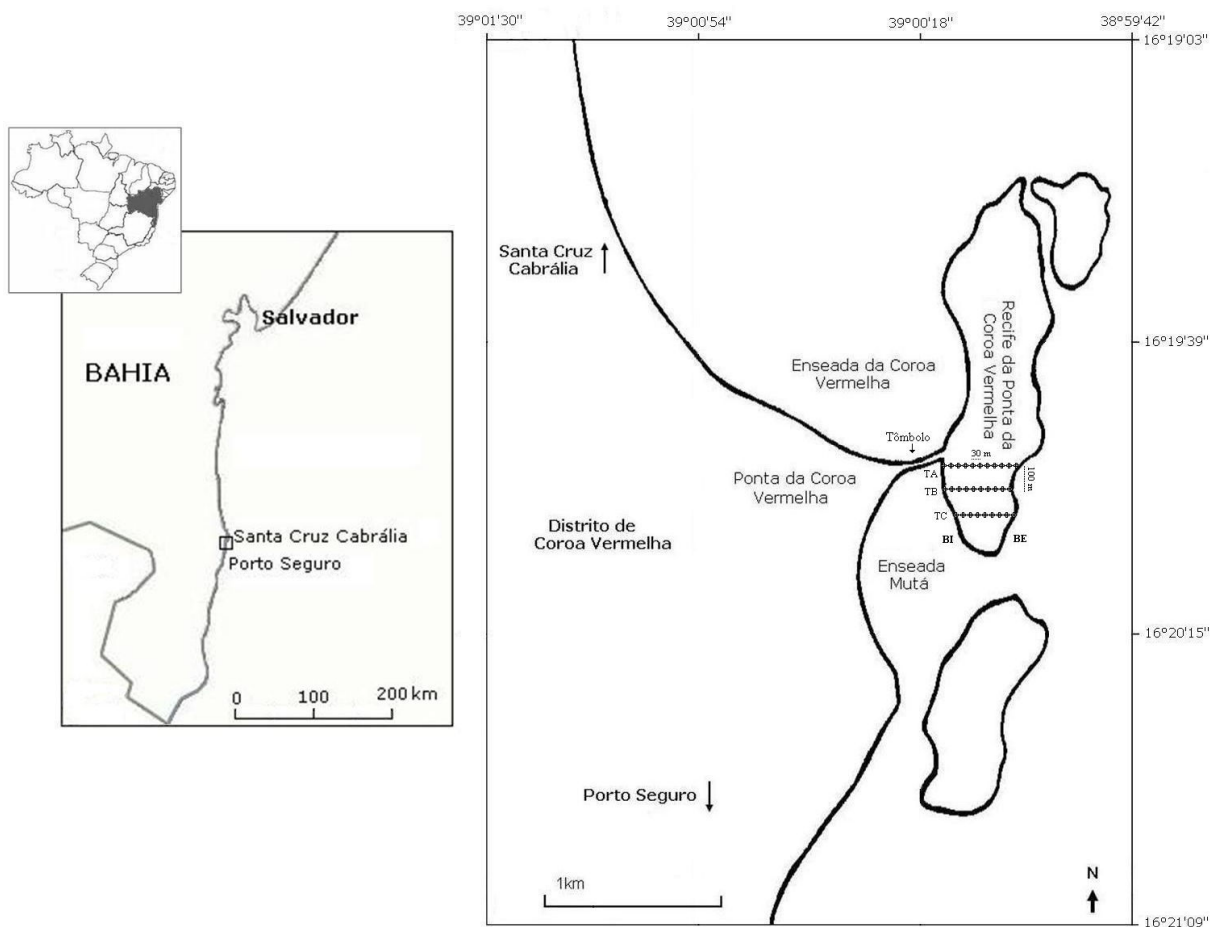 39°01'30"
39°00'54"
39°00'18"
38°59'42"
16°19'03"
Santa Cruz
Cabrália
Salvador
BAHIA
Recife da Ponta da
Coroa Vermelha
16°19'39"
Enseada da Coroa
Vermelha
Tômbolo
30 m
100 m
TA
Ponta da Coroa
Vermelha
TB
TC
Distrito de
Coroa Vermelha
BI
BE
Santa Cruz Cabrália
Porto Seguro
Enseada
Mutá
16°20'15"
0 100 200 km
Porto Seguro
1km
N
16°21'09"